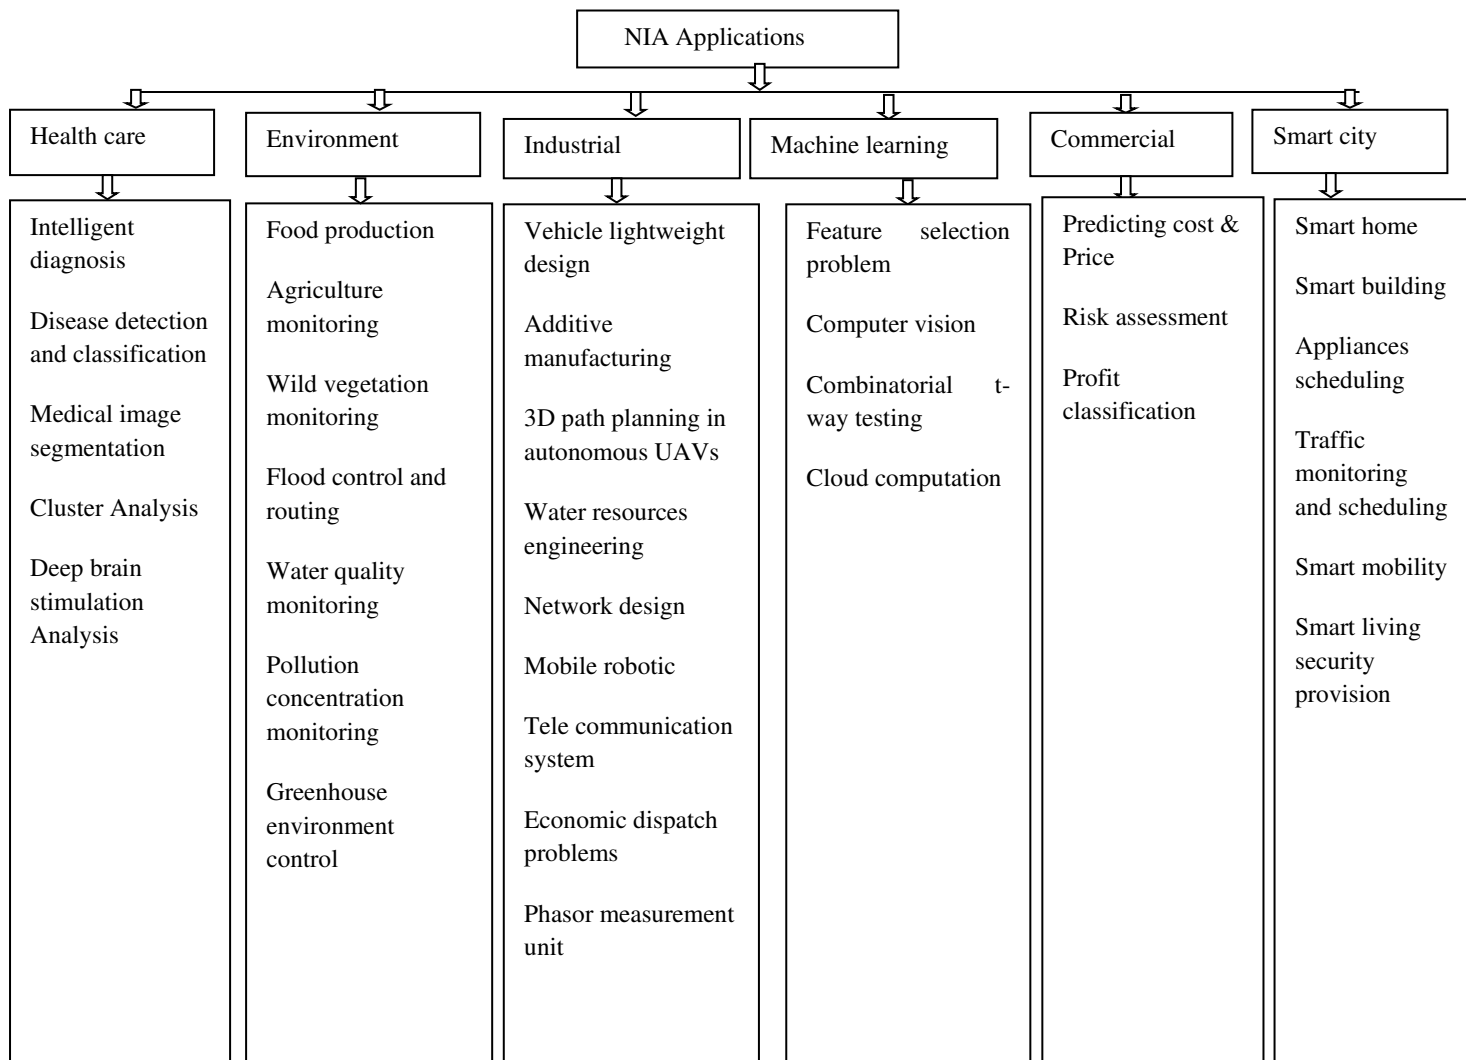 NIA Applications
Health care
Environment
Industrial
Machine learning
Commercial
Smart city
Intelligent
diagnosis
Disease detection
and classification
Medical image
segmentation
Cluster Analysis
Deep brain
stimulation
Analysis
Food production
Agriculture
monitoring
Wild vegetation
monitoring
Flood control and
routing
Water quality
monitoring
Pollution
concentration
monitoring
Greenhouse
environment
control
Vehicle lightweight
design
Additive
manufacturing
3D path planning in
autonomous UAVs
Water resources
engineering
Network design
Mobile robotic
Tele communication
system
Economic dispatch
problems
Phasor measurement
unit
Feature selection
problem
Computer vision
Combinatorial t-
way testing
Cloud computation
Predicting cost &
Price
Risk assessment
Profit
classification
Smart home
Smart building
Appliances
scheduling
Traffic
monitoring
and scheduling
Smart mobility
Smart living
security
provision